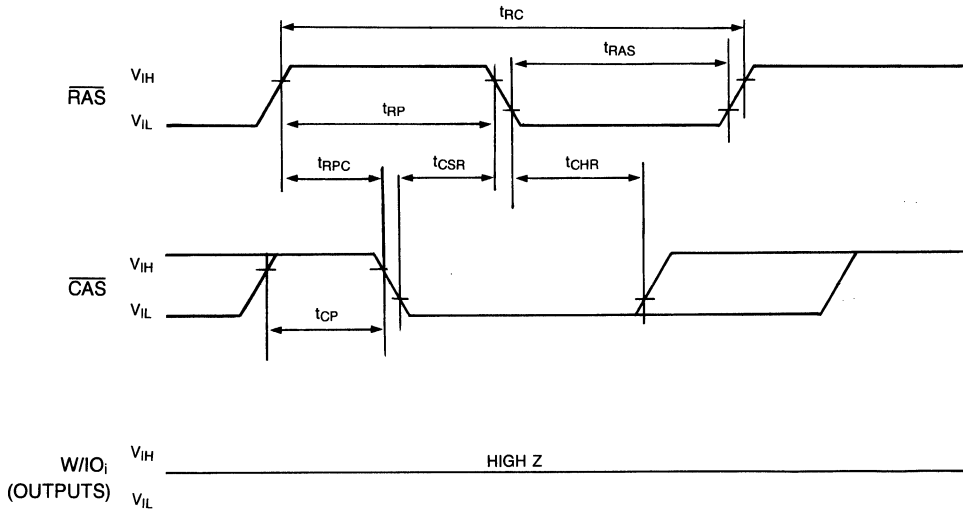 tRC
tRAS
VIH
RAS
VIL
tRP
tRPC
tCSR
tCHR
VIH
CAS
VIL
tCP
VIH
W/IOi
HIGH Z
(OUTPUTS)
VIL